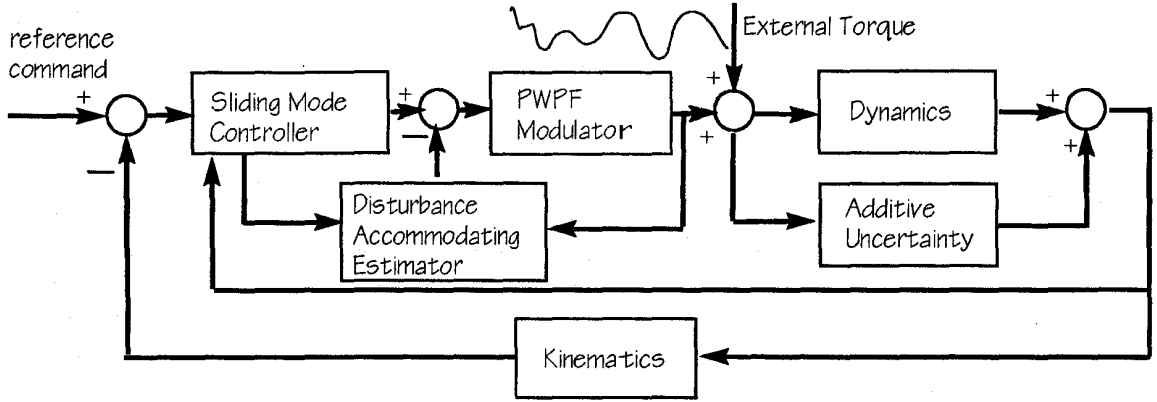 reference
command
+
−
Sliding Mode
Controller
+
−
PWPF
Modulator
External Torque
+
+
Dynamics
+
+
Disturbance
Accommodating
Estimator
Additive
Uncertainty
Kinematics